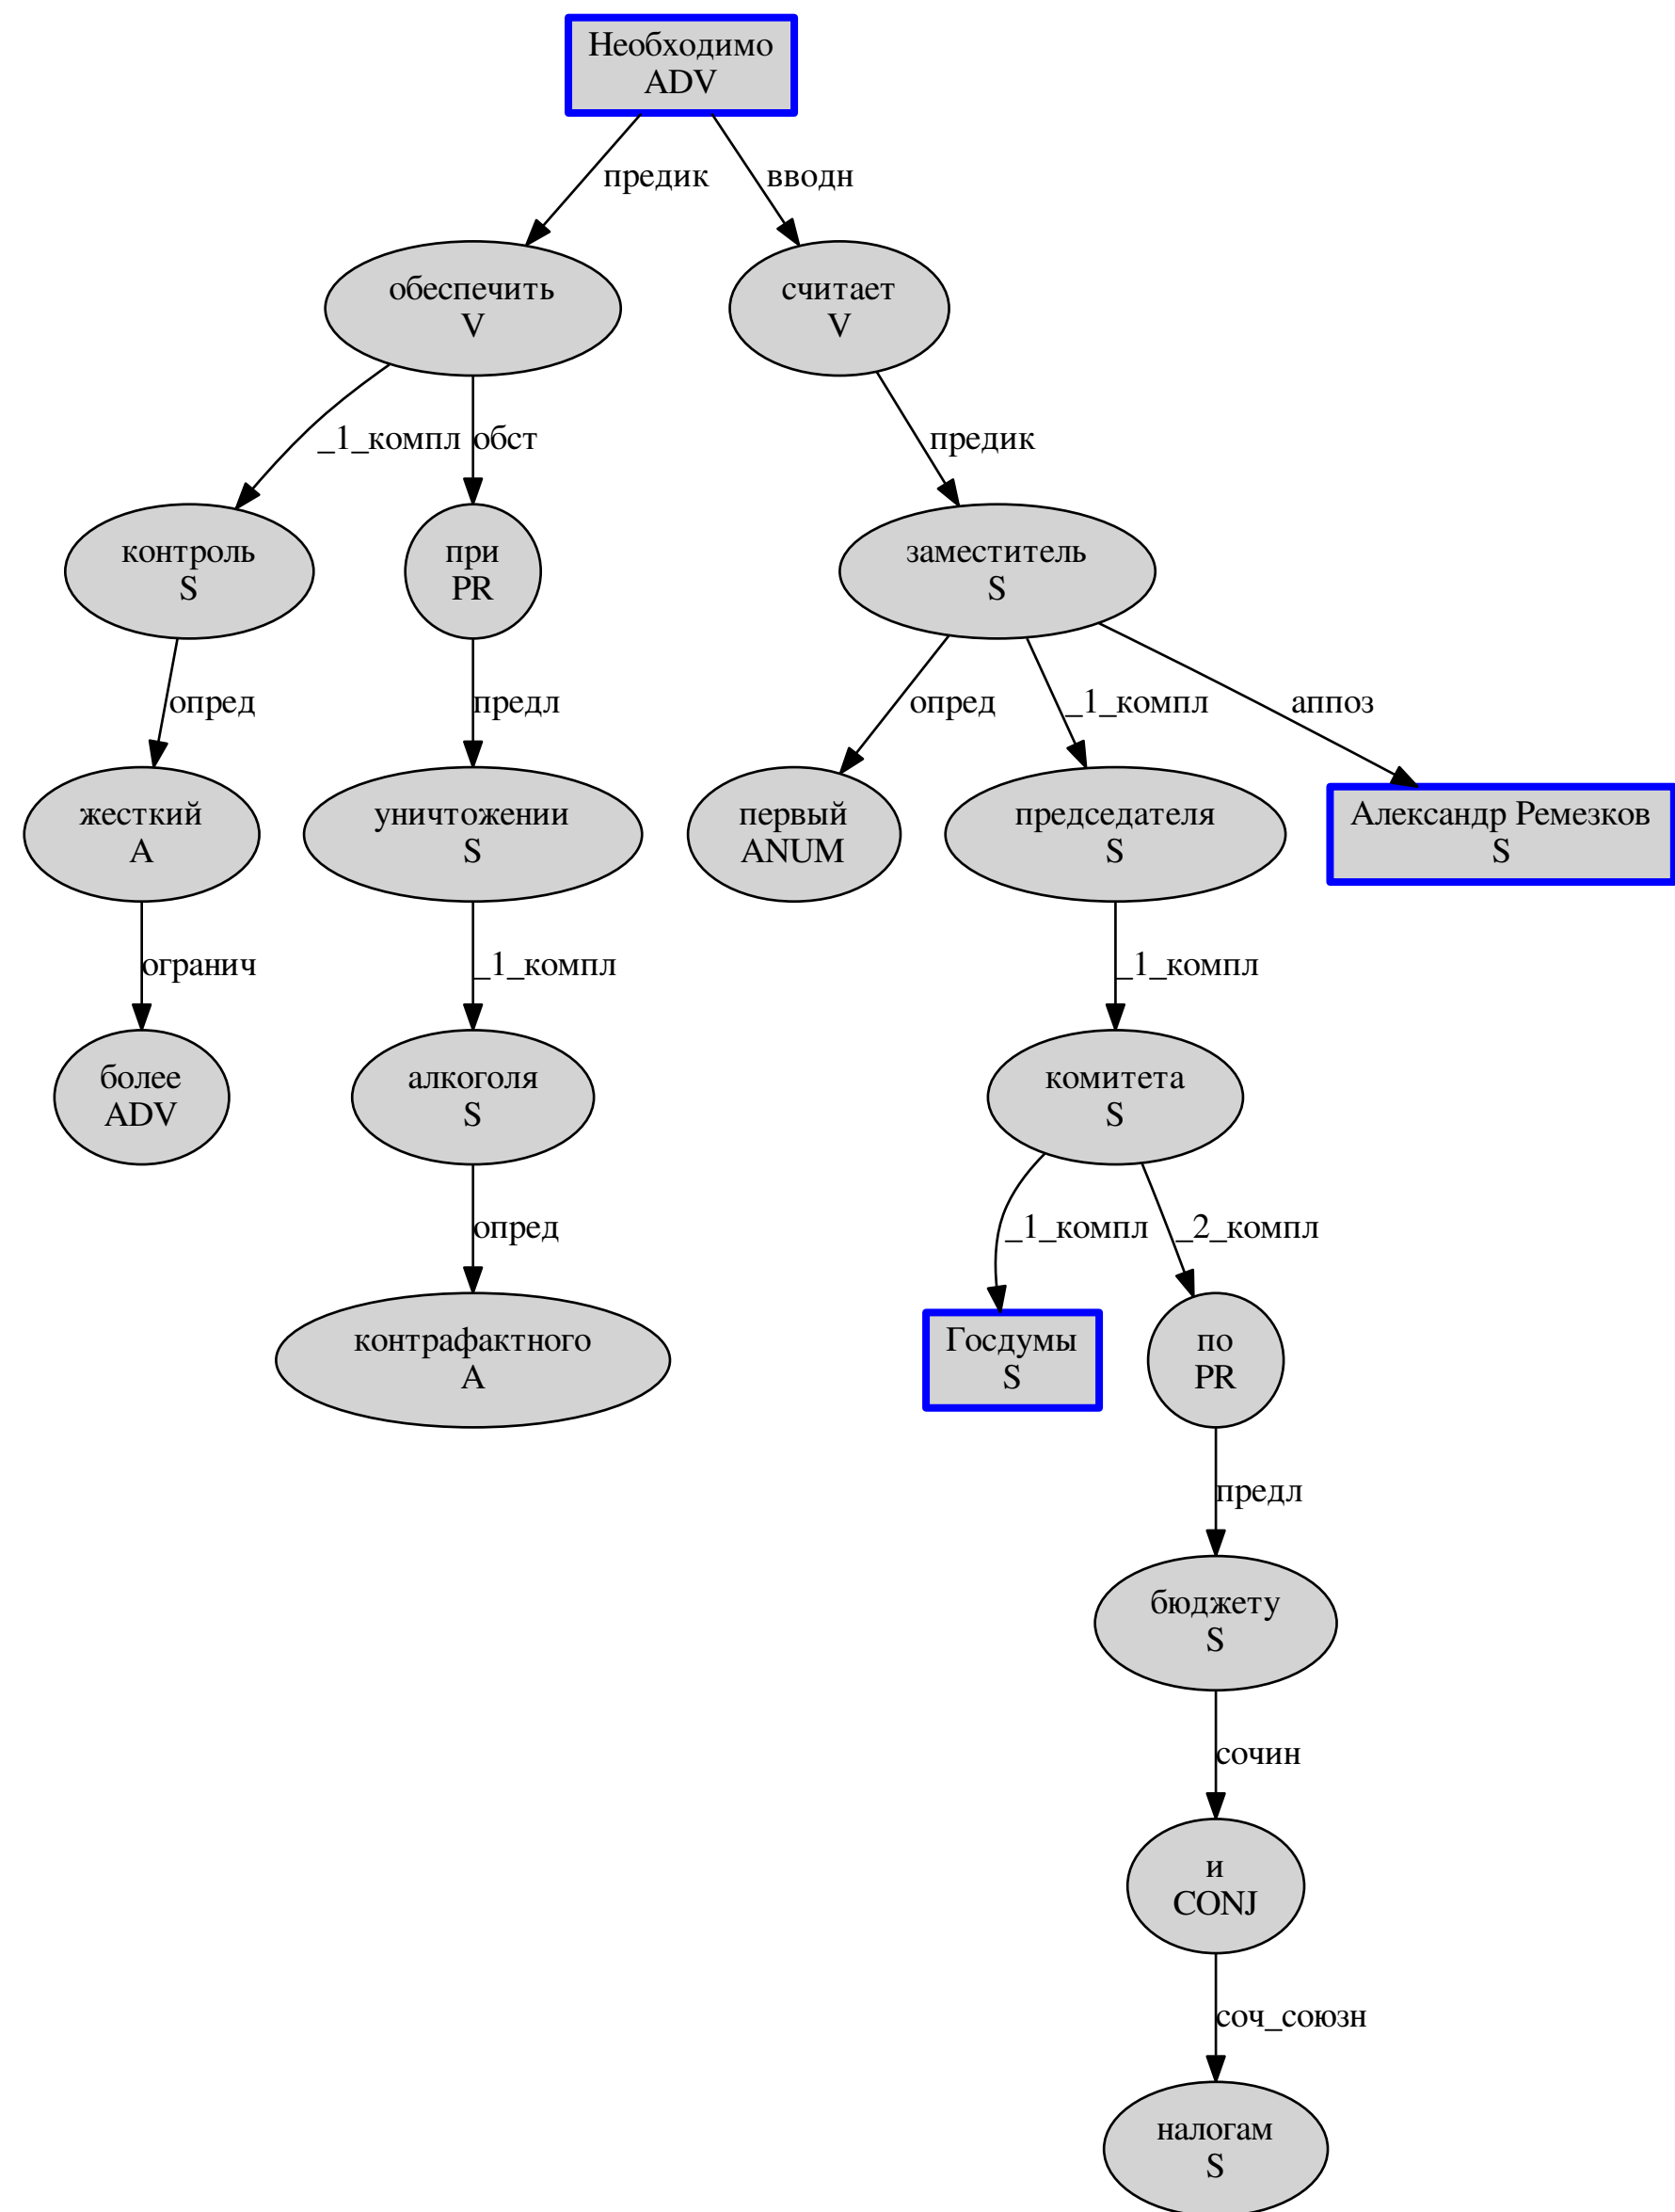 Необходимо
ADV
предик
вводн
обеспечить
V
считает
V
_1_компл
обст
предик
контроль
S
при
PR
заместитель
S
опред
предл
опред
_1_компл
аппоз
жесткий
A
уничтожении
S
первый
ANUM
председателя
S
Александр Ремезков
S
огранич
_1_компл
_1_компл
более
ADV
алкоголя
S
комитета
S
опред
_1_компл
_2_компл
контрафактного
A
Госдумы
S
по
PR
предл
бюджету
S
сочин
и
CONJ
соч_союзн
налогам
S